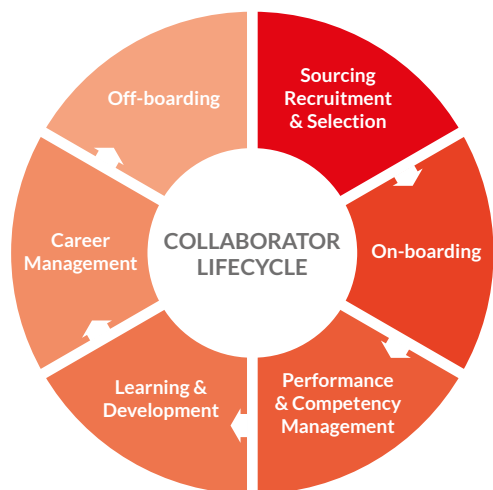 Sourcing
Recruitment
& Selection
On-boarding
Performance
& Competency
Management
Learning &
Development
Career
Management
Off-boarding
COLLABORATOR
LIFECYCLE